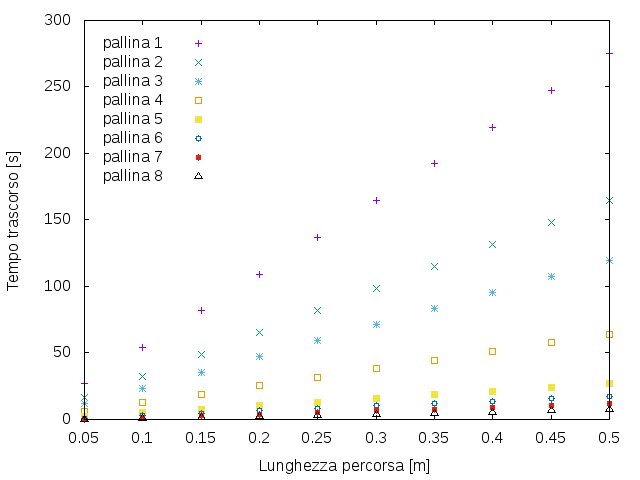 300
250
200
150
100
50
0
Tempo trascorso [s]
pallina 1
pallina 2
pallina 3
pallina 4
pallina 5
pallina 6
pallina 7
pallina 8
0.05 0.1 0.15 0.2 0.25 0.3 0.35 0.4 0.45 0.5
Lunghezza percorsa [m]